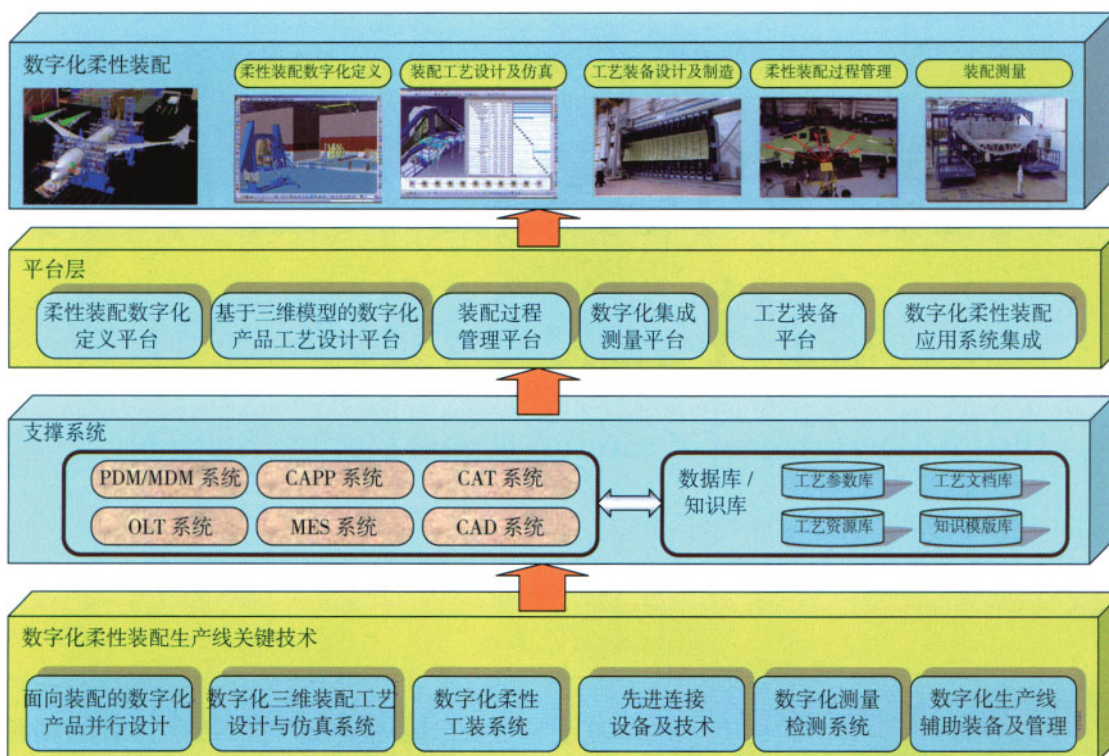 数字化柔性装配
柔性装配数字化定义
装配工艺设计及仿真
工艺装备设计及制造
柔性装配过程管理
装配测量
平台层
柔性装配数字化
定义平台
基于三维模型的数字化
产品工艺设计平台
装配过程
管理平台
数字化集成
测量平台
工艺装备
平台
数字化柔性装配
应用系统集成
支撑系统
PDM/MDM 系统
CAPP 系统
CAT 系统
OLT 系统
MES 系统
CAD 系统
数据库 /
知识库
工艺参数库
工艺文档库
工艺资源库
知识模版库
数字化柔性装配生产线关键技术
面向装配的数字化
产品并行设计
数字化三维装配工艺
设计与仿真系统
数字化柔性
工装系统
先进连接
设备及技术
数字化测量
检测系统
数字化生产线
辅助装备及管理